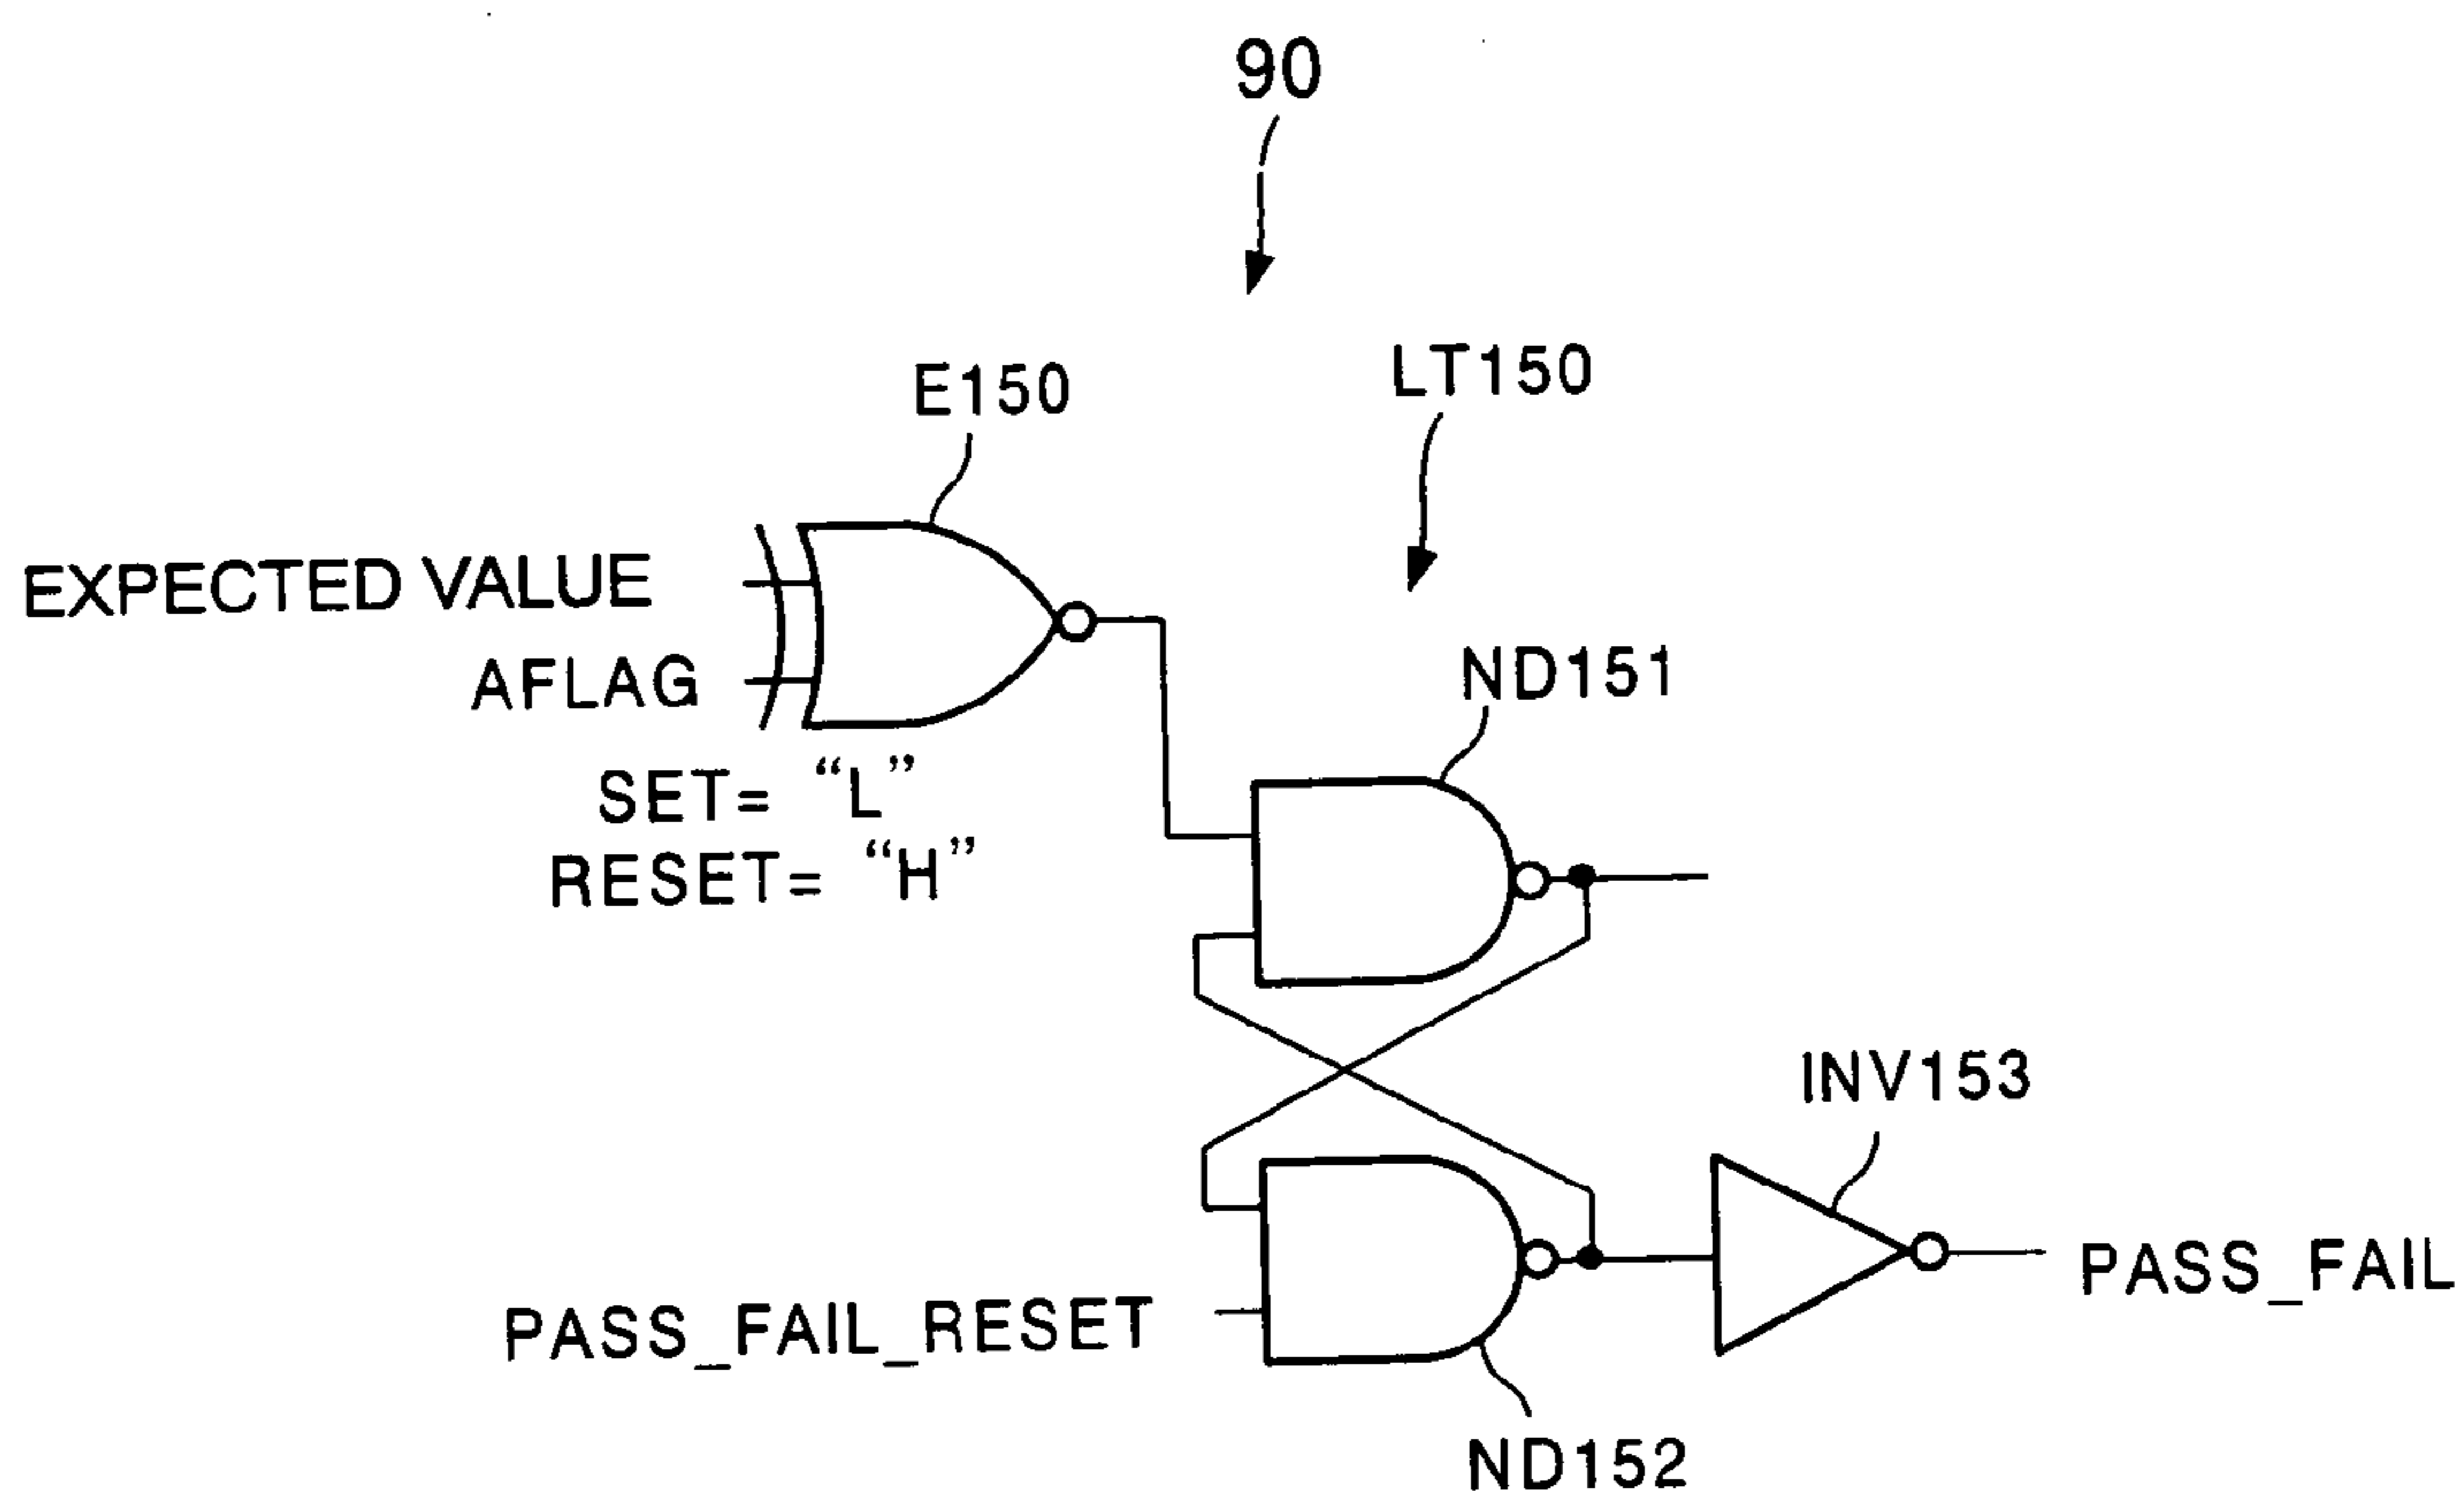 90
E150
LT150
EXPECTED VALUE
AFLAG
SET= “L”
RESET= “H”
ND151
INV153
PASS_FAIL
PASS_FAIL_RESET
ND152